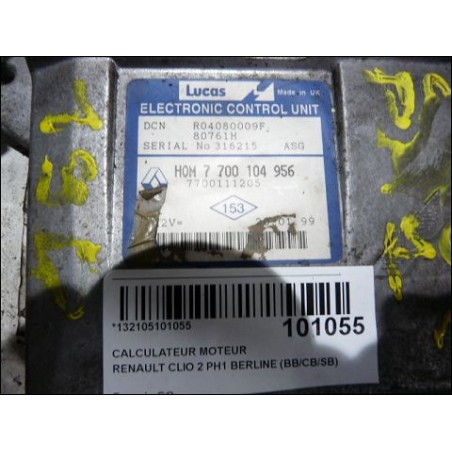 Lucas Made in UK
ELECTRONIC CONTROL UNIT
DCN R04080009F
80761H
SERIAL No 316215 ASG
HOM 7 700 104 956
7700111205
153
12V= 99
*132105101055 101055
CALCULATEUR MOTEUR
RENAULT CLIO 2 PH1 BERLINE (BB/CB/SB)